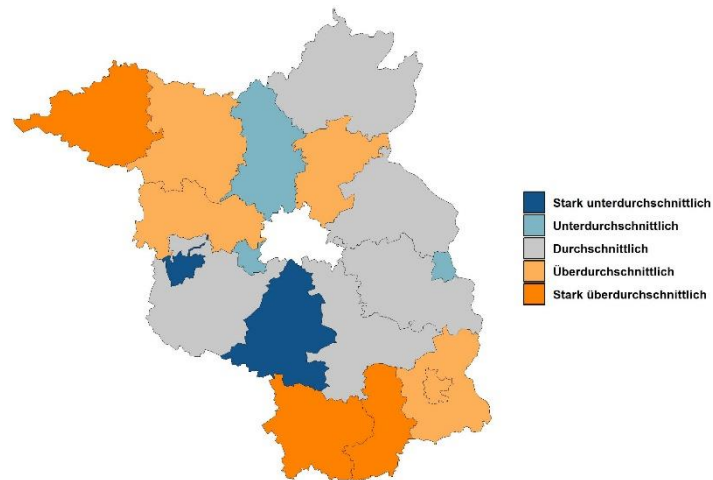 Stark unterdurchschnittlich
Unterdurchschnittlich
Durchschnittlich
Überdurchschnittlich
Stark überdurchschnittlich